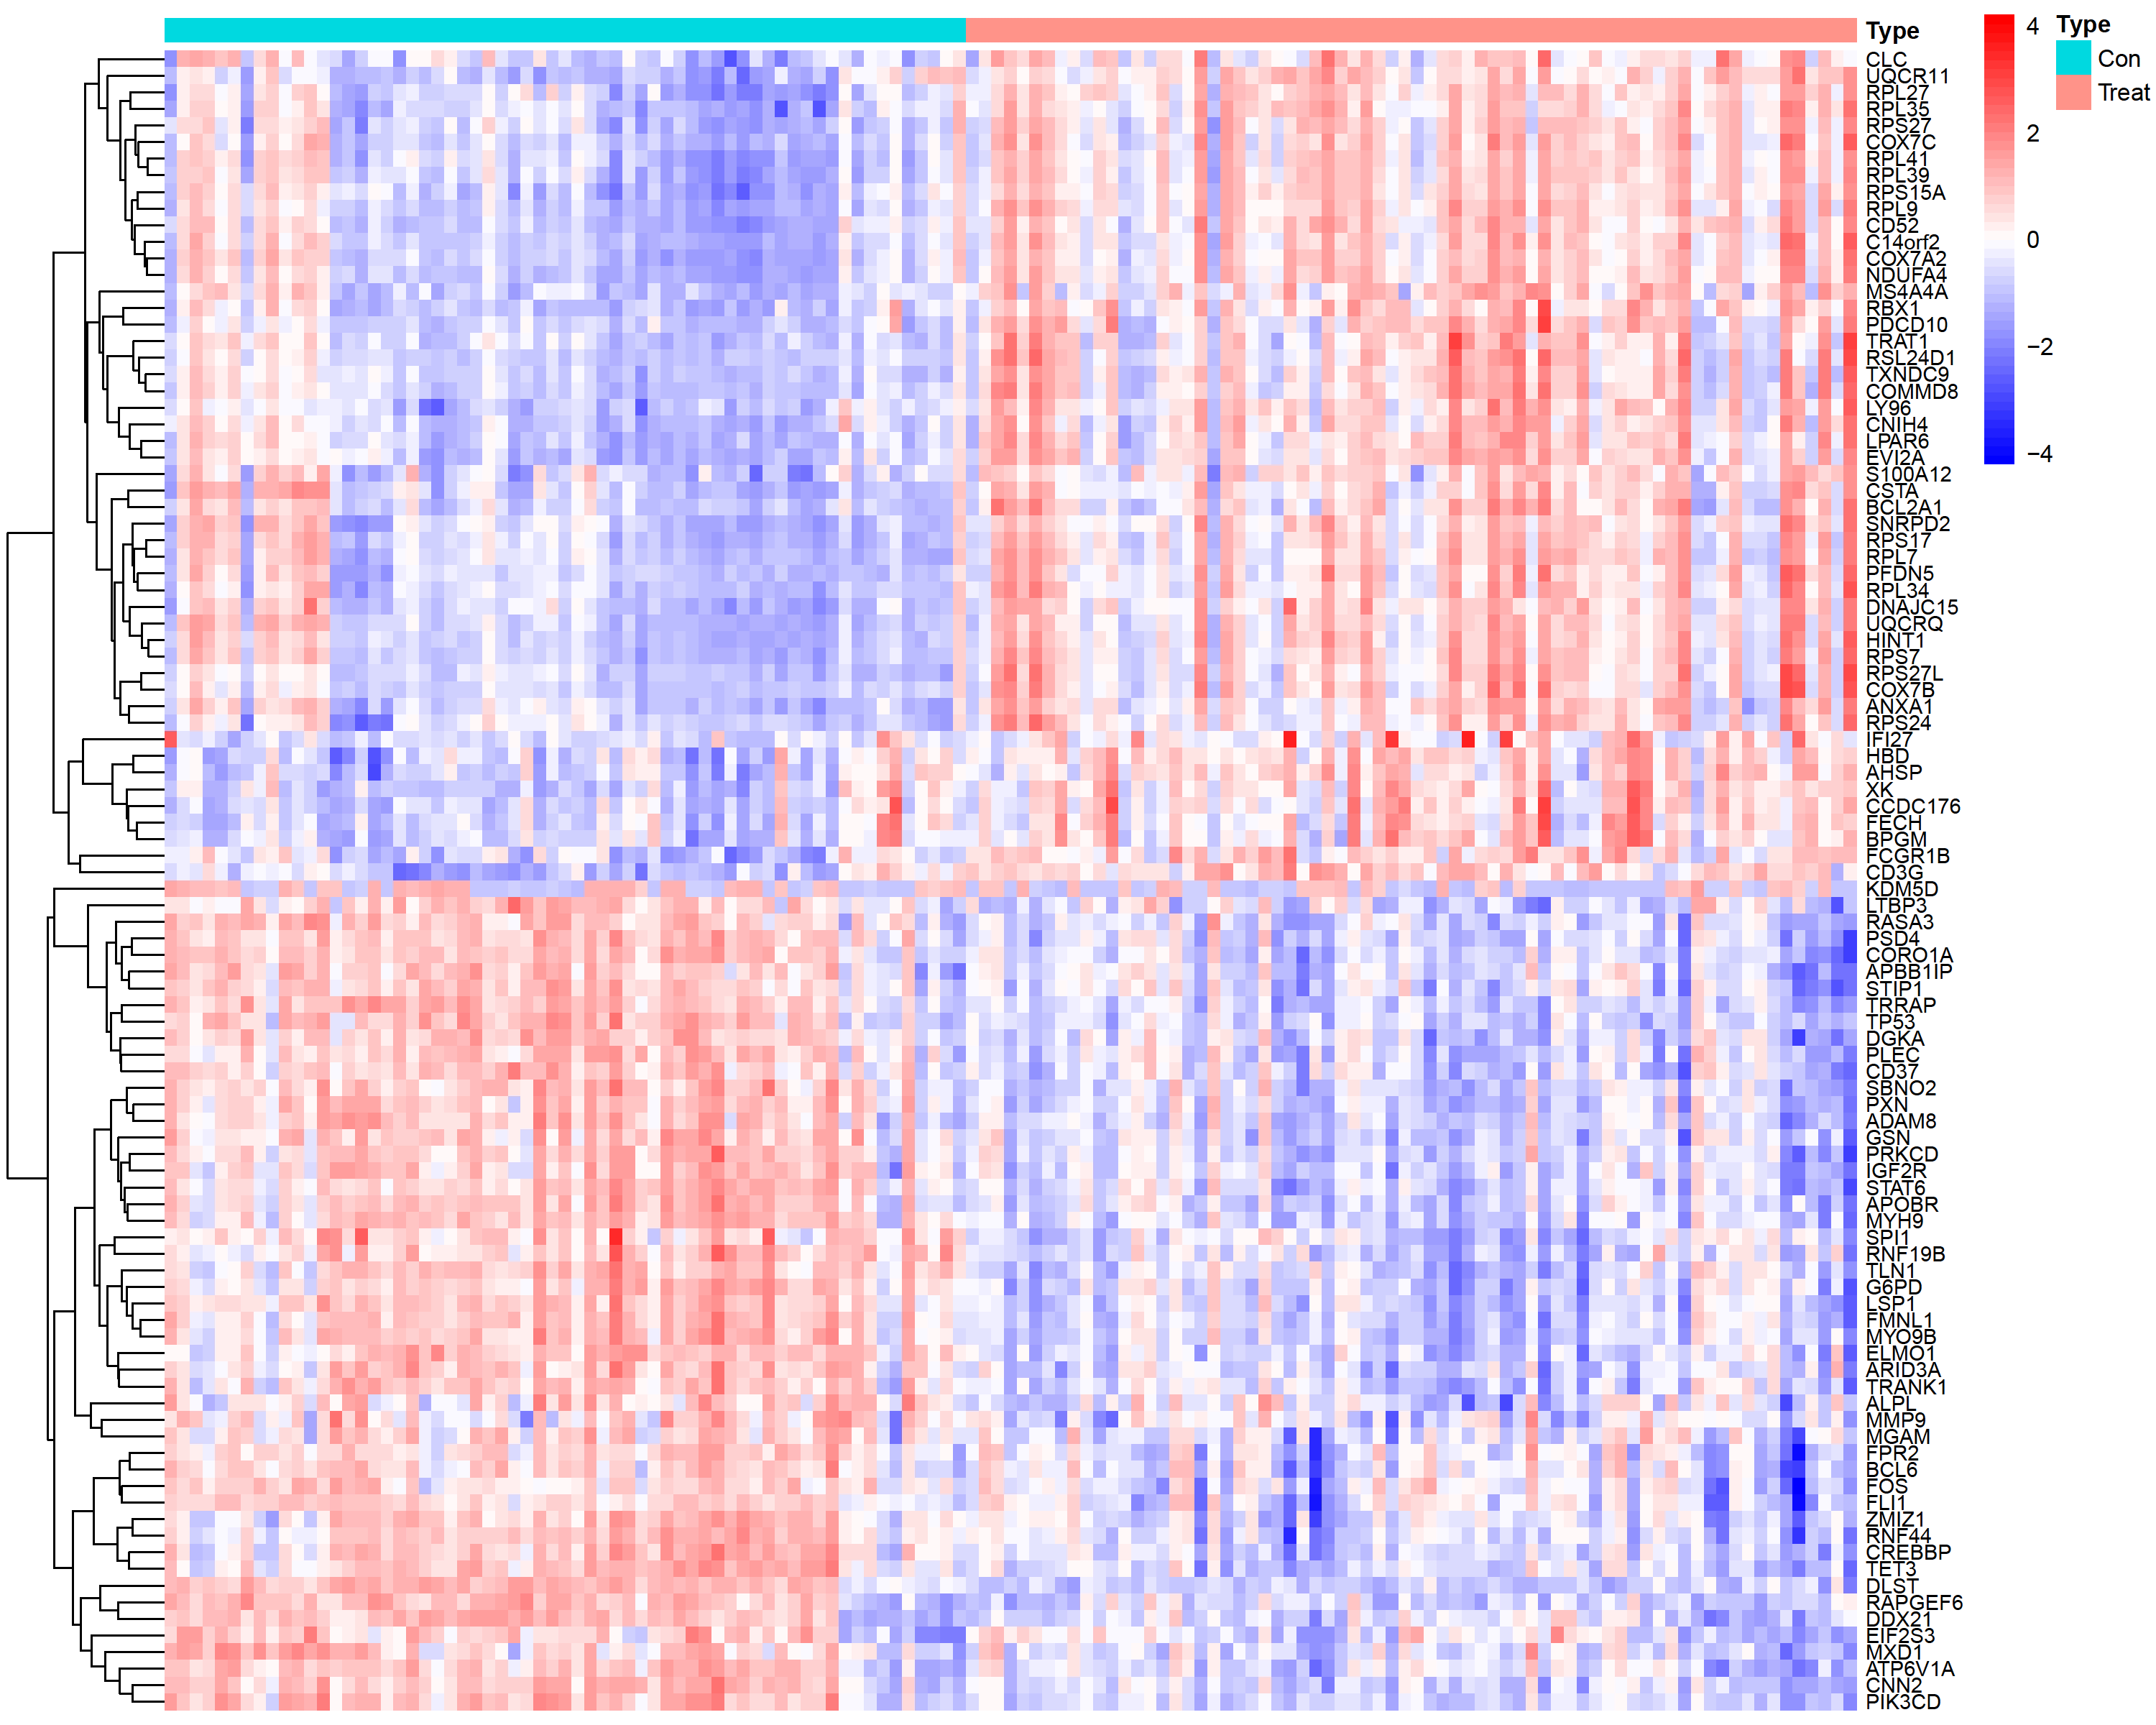 Type
CLC
UQCR11
RPL27
RPL35
RPS27
COX7C
RPL41
RPL39
RPS15A
RPL9
CD52
C14orf2
COX7A2
NDUFA4
MS4A4A
RBX1
PDCD10
TRAT1
RSL24D1
TXNDC9
COMMD8
LY96
CNIH4
LPAR6
EVI2A
S100A12
CSTA
BCL2A1
SNRPD2
RPS17
RPL7
PFDN5
RPL34
DNAJC15
UQCRQ
HINT1
RPS7
RPS27L
COX7B
ANXA1
RPS24
IFI27
HBD
AHSP
XK
CCDC176
FECH
BPGM
FCGR1B
CD3G
KDM5D
LTBP3
RASA3
PSD4
CORO1A
APBB1IP
STIP1
TRRAP
TP53
DGKA
PLEC
CD37
SBNO2
PXN
ADAM8
GSN
PRKCD
IGF2R
STAT6
APOBR
MYH9
SPI1
RNF19B
TLN1
G6PD
LSP1
FMNL1
MYO9B
ELMO1
ARID3A
TRANK1
ALPL
MMP9
MGAM
FPR2
BCL6
FOS
FLI1
ZMIZ1
RNF44
CREBBP
TET3
DLST
RAPGEF6
DDX21
EIF2S3
MXD1
ATP6V1A
CNN2
PIK3CD
4
2
0
−2
−4
Type
Con
Treat